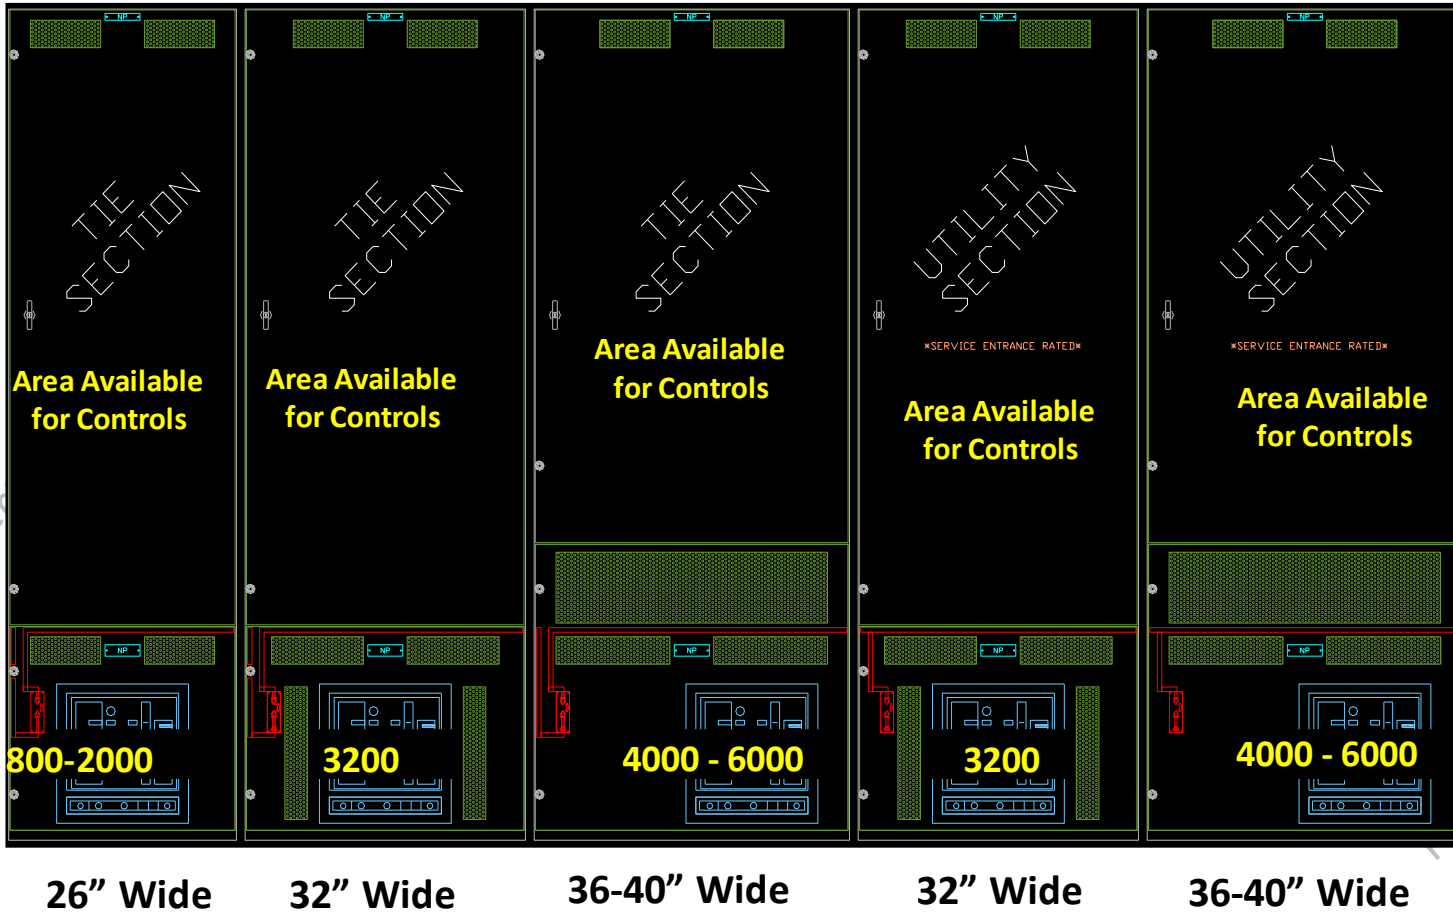 NP
TIE
SECTION
Area Available
for Controls
NP
800-2000
26” Wide
NP
TIE
SECTION
Area Available
for Controls
NP
3200
32” Wide
NP
TIE
SECTION
Area Available
for Controls
NP
4000 - 6000
36-40” Wide
NP
UTILITY
SECTION
*SERVICE ENTRANCE RATED*
Area Available
for Controls
NP
3200
32” Wide
NP
UTILITY
SECTION
*SERVICE ENTRANCE RATED*
Area Available
for Controls
NP
4000 - 6000
36-40” Wide